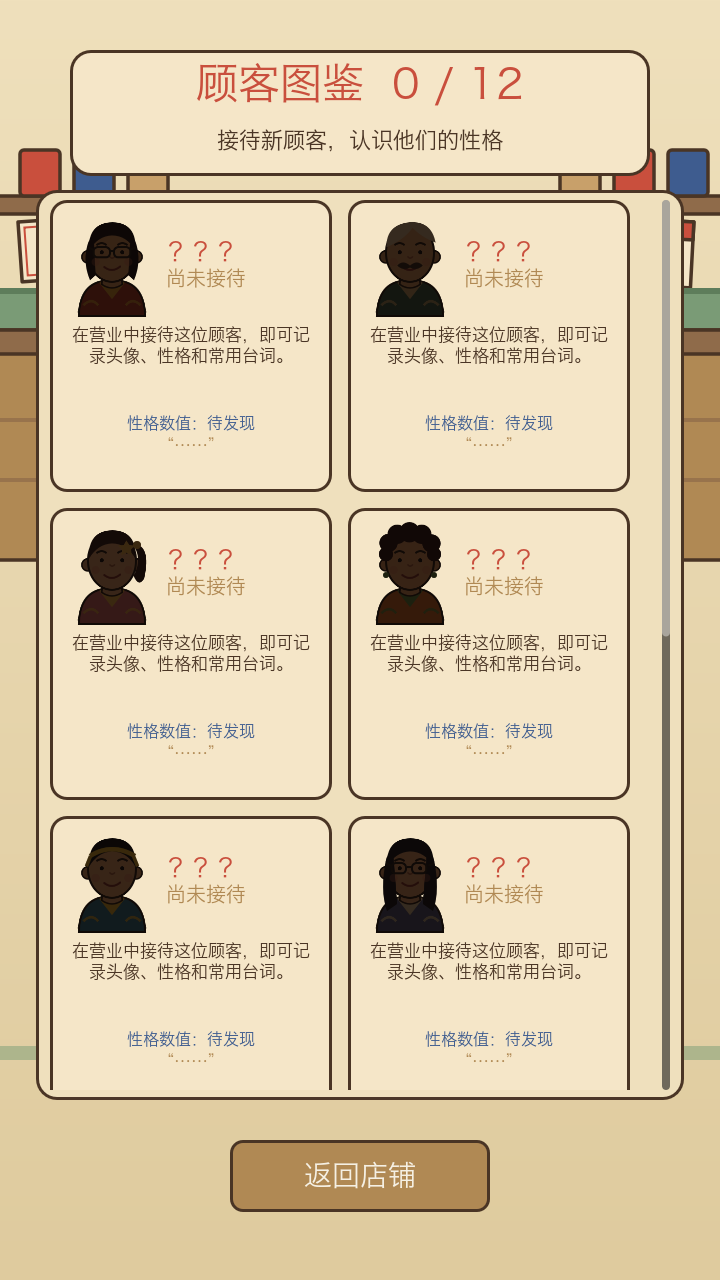 顾客图鉴 0 / 12
接待新顾客，认识他们的性格
？？？
尚未接待
在营业中接待这位顾客，即可记
录头像、性格和常用台词。
性格数值：待发现
“……”
？？？
尚未接待
在营业中接待这位顾客，即可记
录头像、性格和常用台词。
性格数值：待发现
“……”
？？？
尚未接待
在营业中接待这位顾客，即可记
录头像、性格和常用台词。
性格数值：待发现
“……”
？？？
尚未接待
在营业中接待这位顾客，即可记
录头像、性格和常用台词。
性格数值：待发现
“……”
？？？
尚未接待
在营业中接待这位顾客，即可记
录头像、性格和常用台词。
性格数值：待发现
“……”
？？？
尚未接待
在营业中接待这位顾客，即可记
录头像、性格和常用台词。
性格数值：待发现
“……”
返回店铺